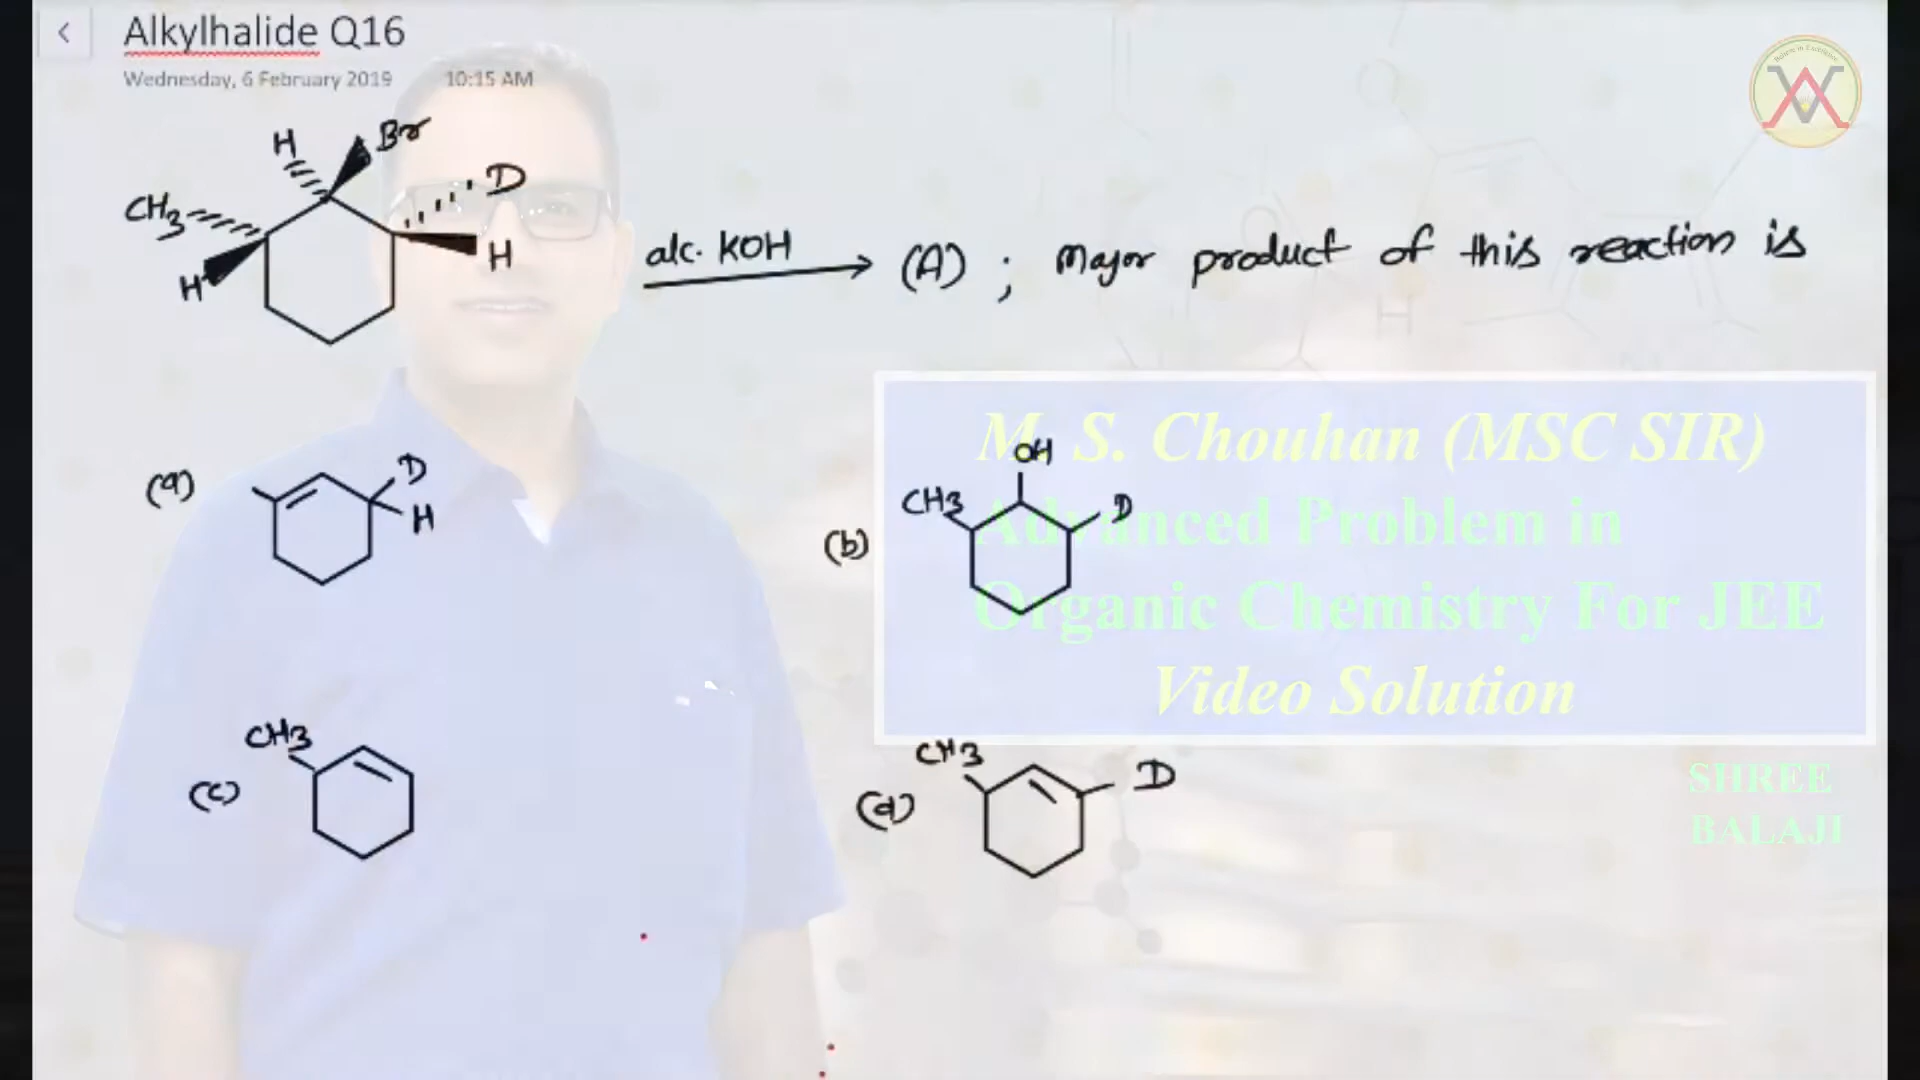 Alkylhalide Q16
Wednesday, 6 February 2019 10:15 AM
H Br
CH3 D
H H
alc. KOH (A) ; Major product of this reaction is
M. S. Chouhan (MSC SIR)
Advanced Problem in
Organic Chemistry For JEE
Video Solution
SHREE
BALAJI
(a) D
H
(b) CH3 OH D
(c) CH3
(d) CH3 D
H